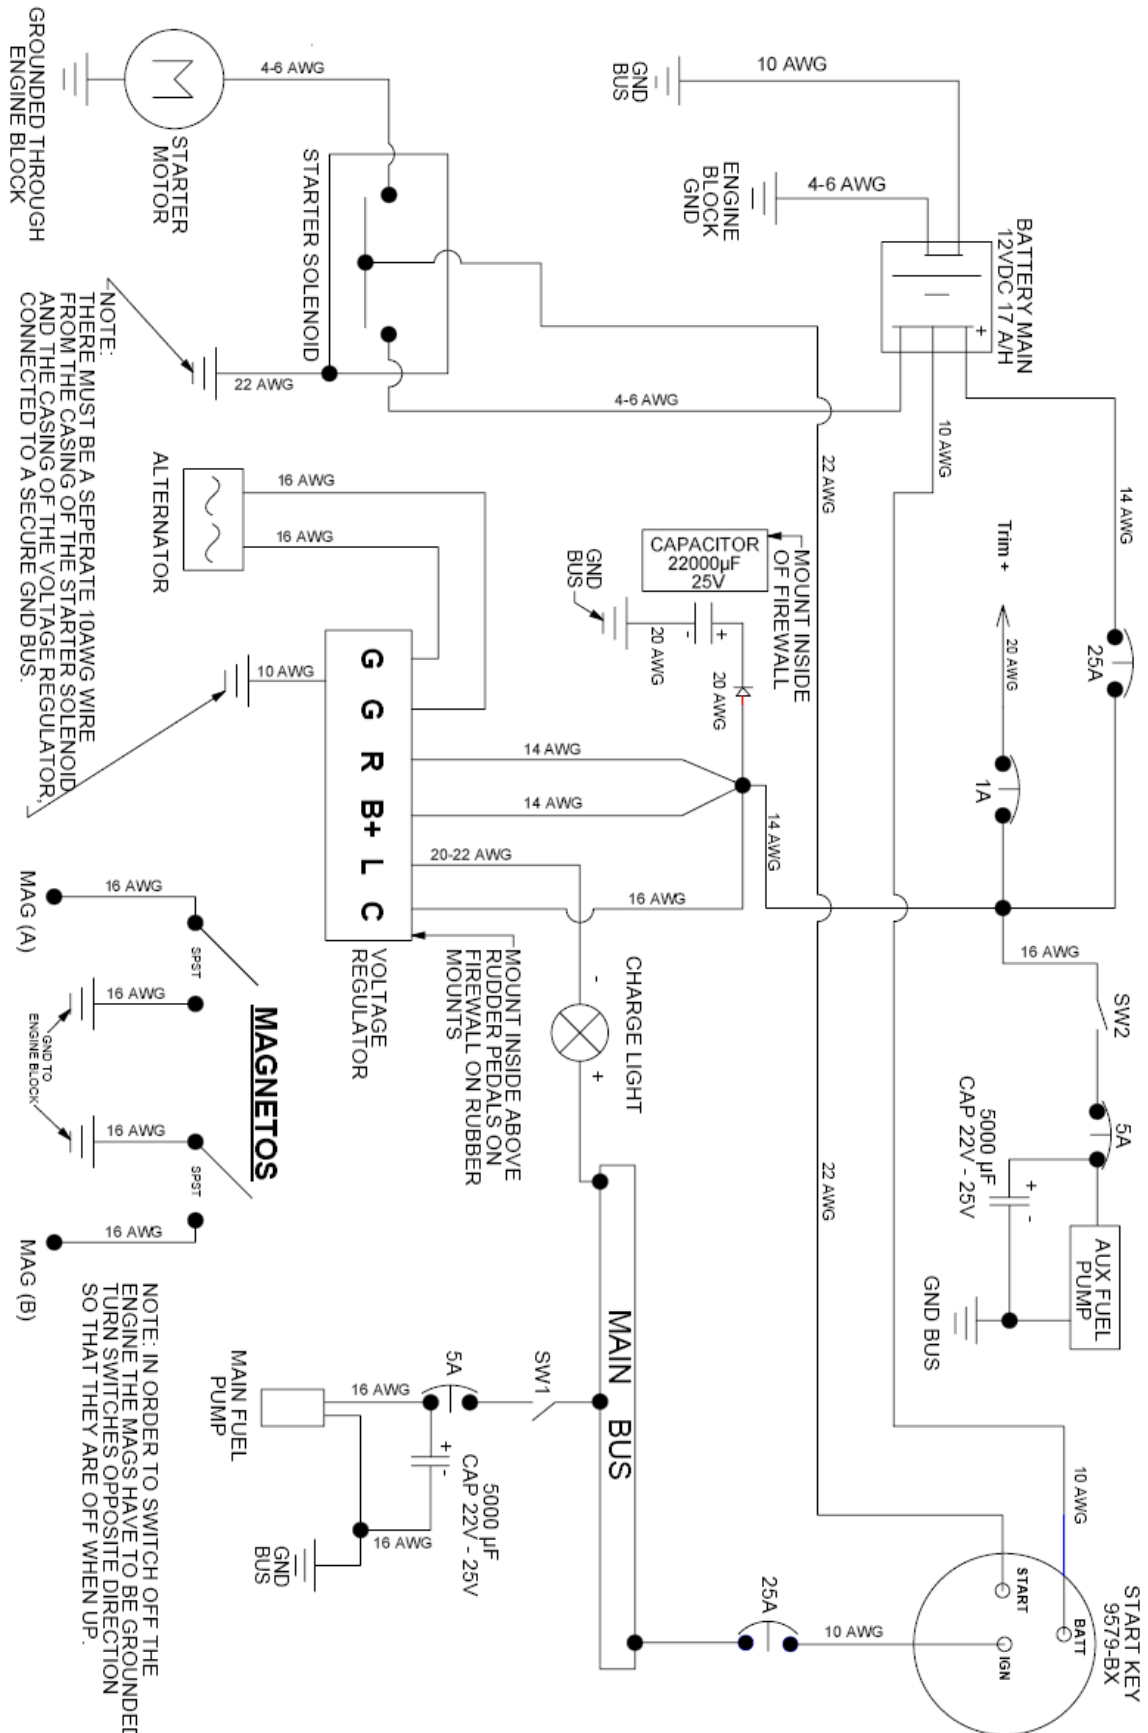 GROUNDED THROUGH
ENGINE BLOCK
M
STARTER
MOTOR
4-6 AWG
STARTER SOLENOID
22 AWG
GND
BUS
10 AWG
ENGINE
BLOCK
GND
4-6 AWG
BATTERY MAIN
12VDC 17 A/H
+
4-6 AWG
10 AWG
22 AWG
14 AWG
NOTE:
THERE MUST BE A SEPERATE 10AWG WIRE
FROM THE CASING OF THE STARTER SOLENOID
AND THE CASING OF THE VOLTAGE REGULATOR,
CONNECTED TO A SECURE GND BUS.
ALTERNATOR
16 AWG
16 AWG
10 AWG
G
G
R
B+
L
C
VOLTAGE
REGULATOR
MOUNT INSIDE ABOVE
RUDDER PEDALS ON
FIREWALL ON RUBBER
MOUNTS
CAPACITOR
22000µF
25V
MOUNT INSIDE
OF FIREWALL
GND
BUS
20 AWG
-
+
20 AWG
14 AWG
14 AWG
20-22 AWG
16 AWG
14 AWG
Trim +
20 AWG
1A
25A
16 AWG
SW2
5A
5000 µF
CAP 22V - 25V
+
-
AUX FUEL
PUMP
GND BUS
CHARGE LIGHT
-
+
MAIN BUS
22 AWG
MAG (A)
16 AWG
SPST
16 AWG
GND TO
ENGINE BLOCK
MAGNETOS
16 AWG
SPST
16 AWG
MAG (B)
NOTE: IN ORDER TO SWITCH OFF THE
ENGINE THE MAGS HAVE TO BE GROUNDED
TURN SWITCHES OPPOSITE DIRECTION
SO THAT THEY ARE OFF WHEN UP.
MAIN FUEL
PUMP
16 AWG
5A
SW1
+
-
5000 µF
CAP 22V - 25V
16 AWG
GND
BUS
25A
10 AWG
10 AWG
START
BATT
IGN
START KEY
9579-BX